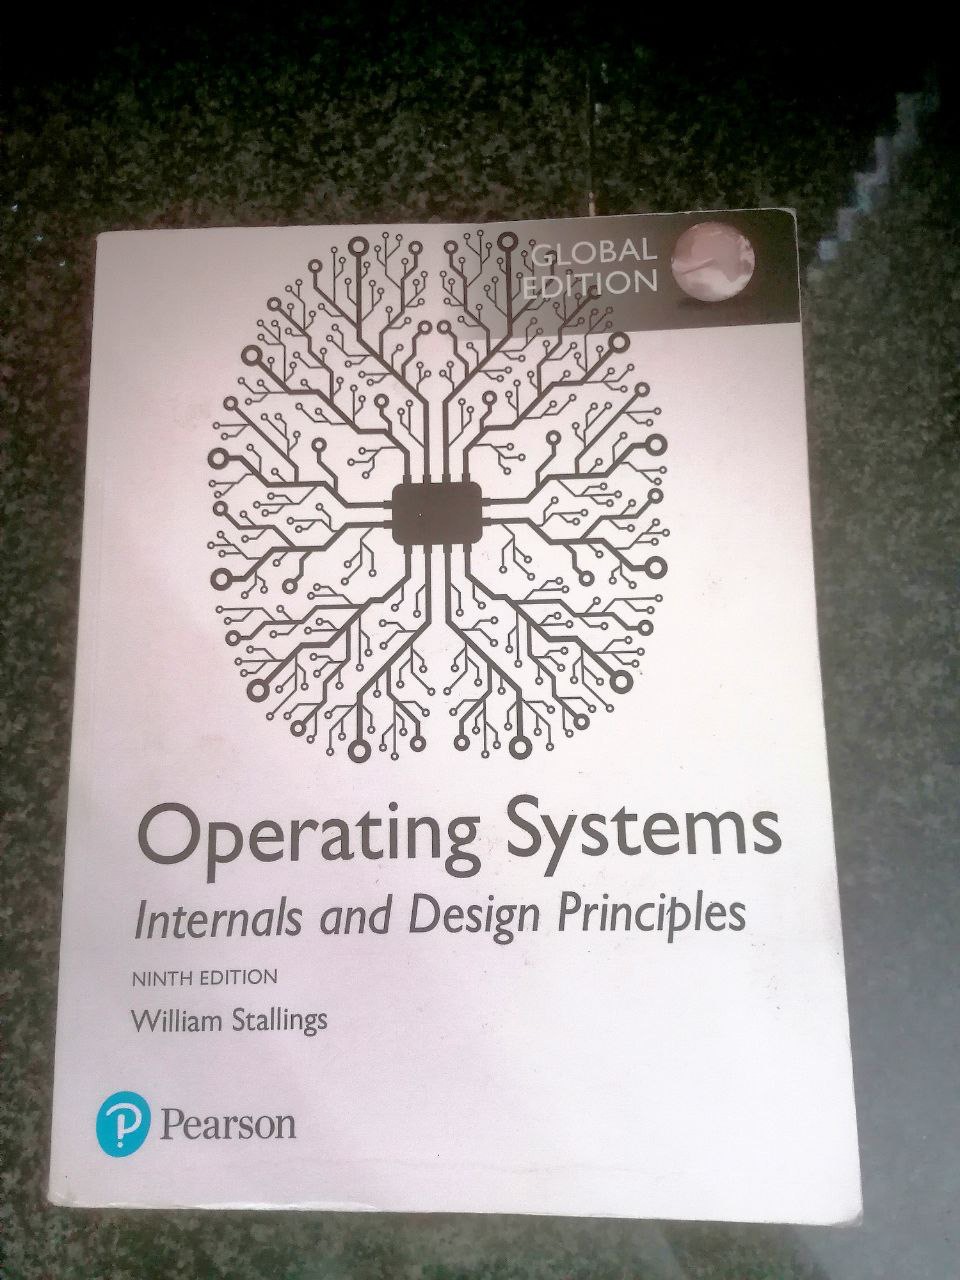 GLOBAL
EDITION
Operating Systems
Internals and Design Principles
NINTH EDITION
William Stallings
Pearson